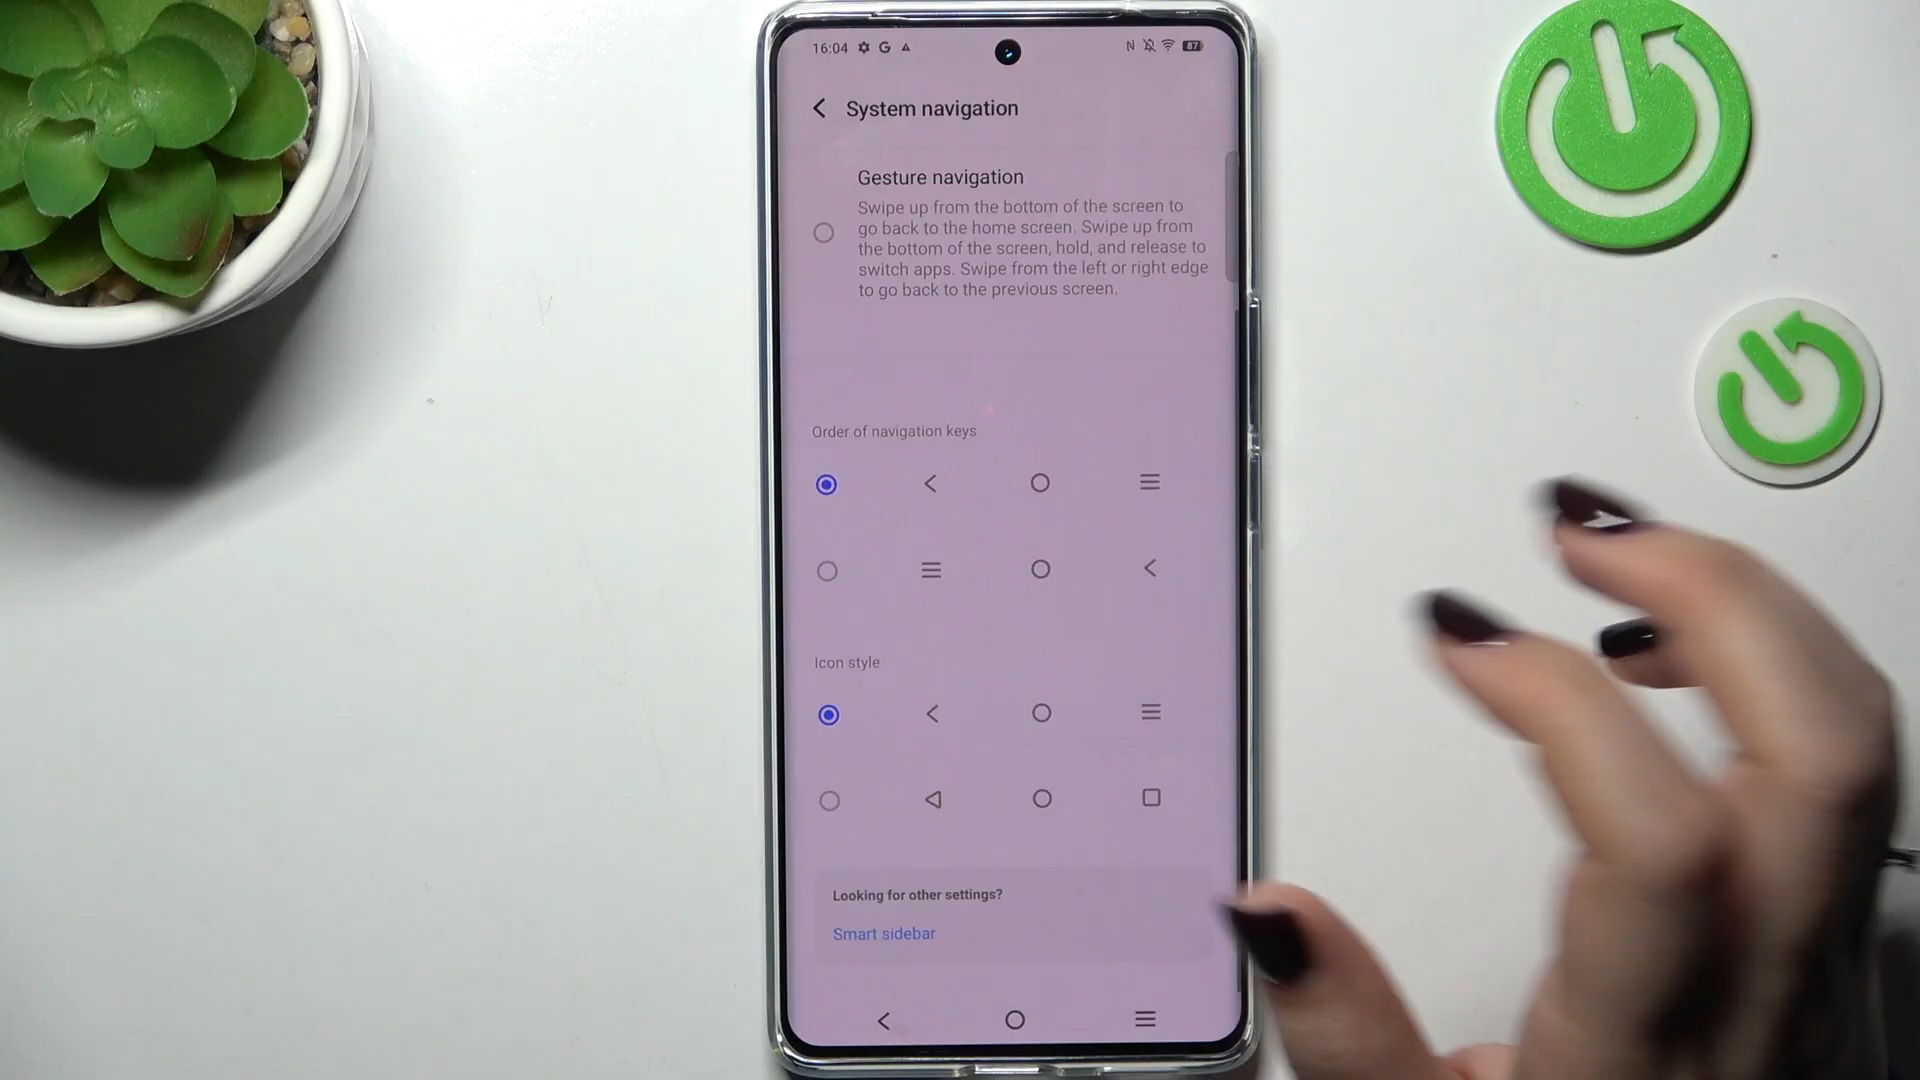 16:04
87
System navigation
Gesture navigation
Swipe up from the bottom of the screen to
go back to the home screen. Swipe up from
the bottom of the screen, hold, and release to
switch apps. Swipe from the left or right edge
to go back to the previous screen.
Order of navigation keys
Icon style
Looking for other settings?
Smart sidebar